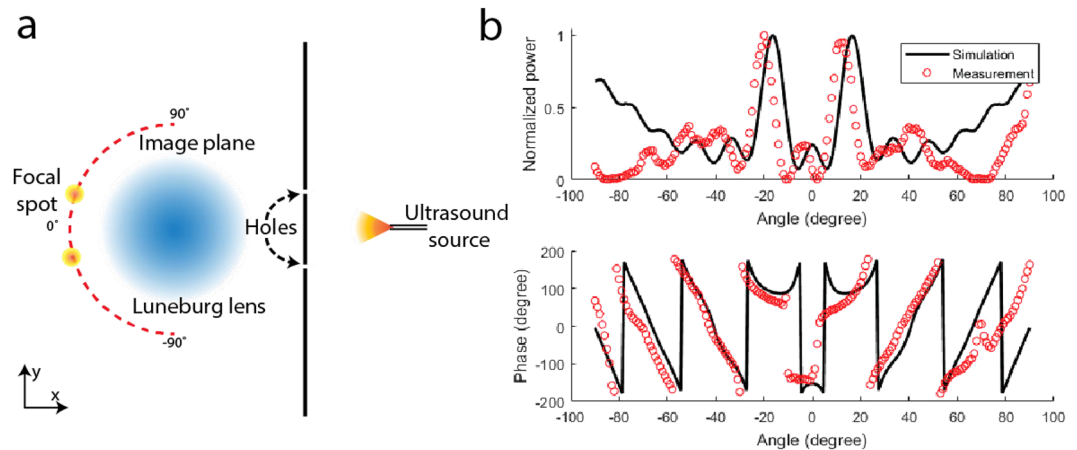 a
90°
Image plane
Focal
spot
0°
Holes
Ultrasound
source
Luneburg lens
-90°
y
x
b
Normalized power
1
0.5
0
Simulation
Measurement
-100
-80
-60
-40
-20
0
20
40
60
80
100
Angle (degree)
Phase (degree)
200
100
0
-100
-200
-100
-80
-60
-40
-20
0
20
40
60
80
100
Angle (degree)